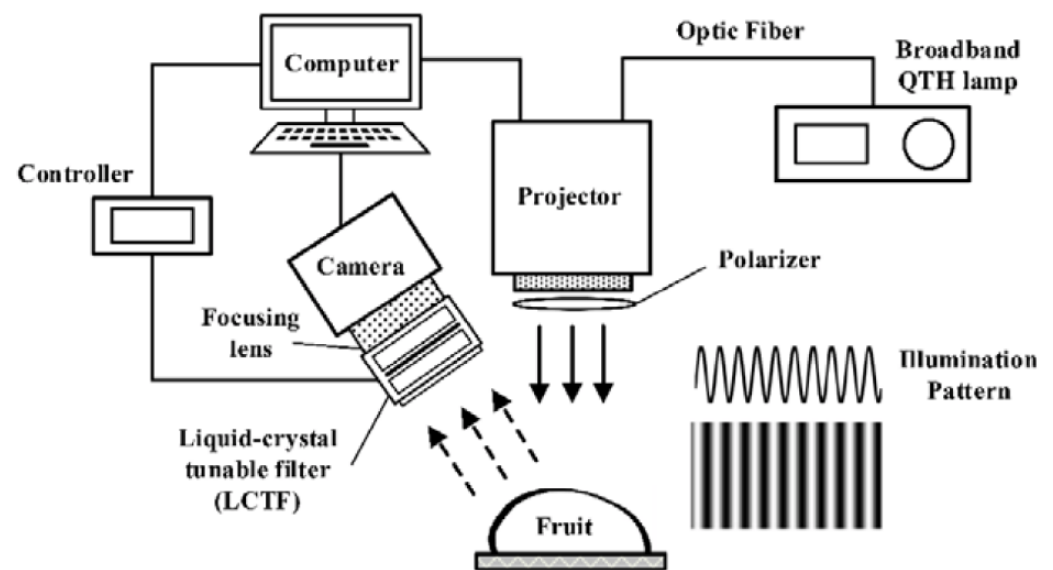 Optic Fiber
Broadband
QTH lamp
Computer
Controller
Projector
Camera
Polarizer
Focusing
lens
Illumination
Pattern
Liquid-crystal
tunable filter
(LCTF)
Fruit